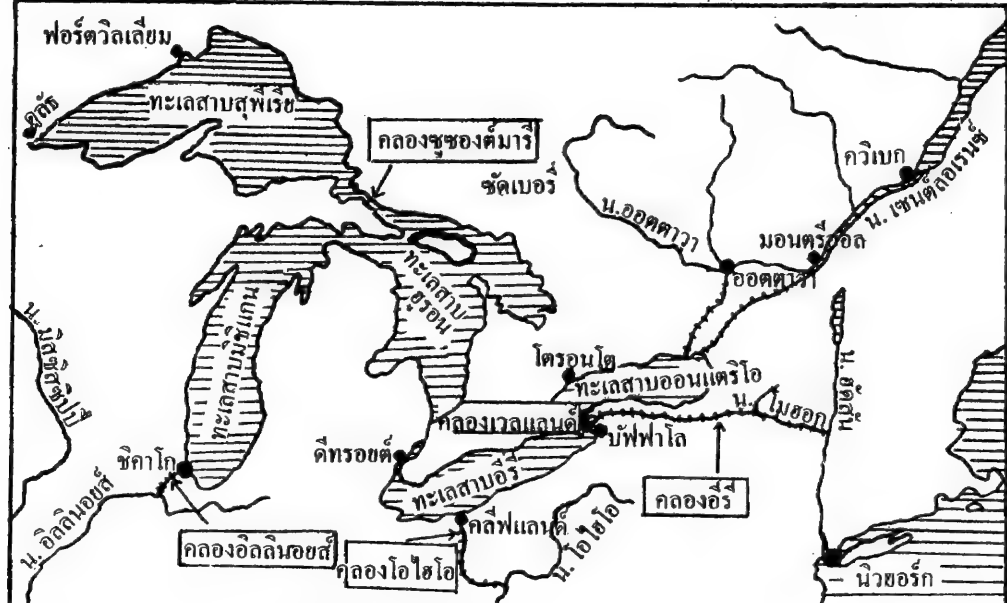 ฟอร์ตวิลเลียม
ดูลัธ
ทะเลสาบสุพีเรีย
คลองซูซองต์มารี
ซัดเบอรี่
น.ออตตาวา
ควีเบก
น. เซนต์ลอเรนซ์
มอนตรีออล
ออตตาวา
ทะเลสาบ
ฮูรอน
ทะเลสาบมิชิแกน
น. มิสซิสซิปปี้
โตรอนโต
ทะเลสาบออนแตริโอ
น. โมฮอก
น. ฮัดสัน
คลองเวลแลนด์
บัฟฟาโล
ดีทรอยต์
ชิคาโก
ทะเลสาบอีรี
คลองอีรี
น. อิลลินอยส์
คลีฟแลนด์
คลองอิลลินอยส์
คลองโอไฮโอ
น. โอไฮโอ
นิวยอร์ก